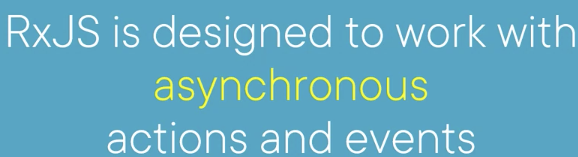 RxJS is designed to work with
asynchronous
actions and events